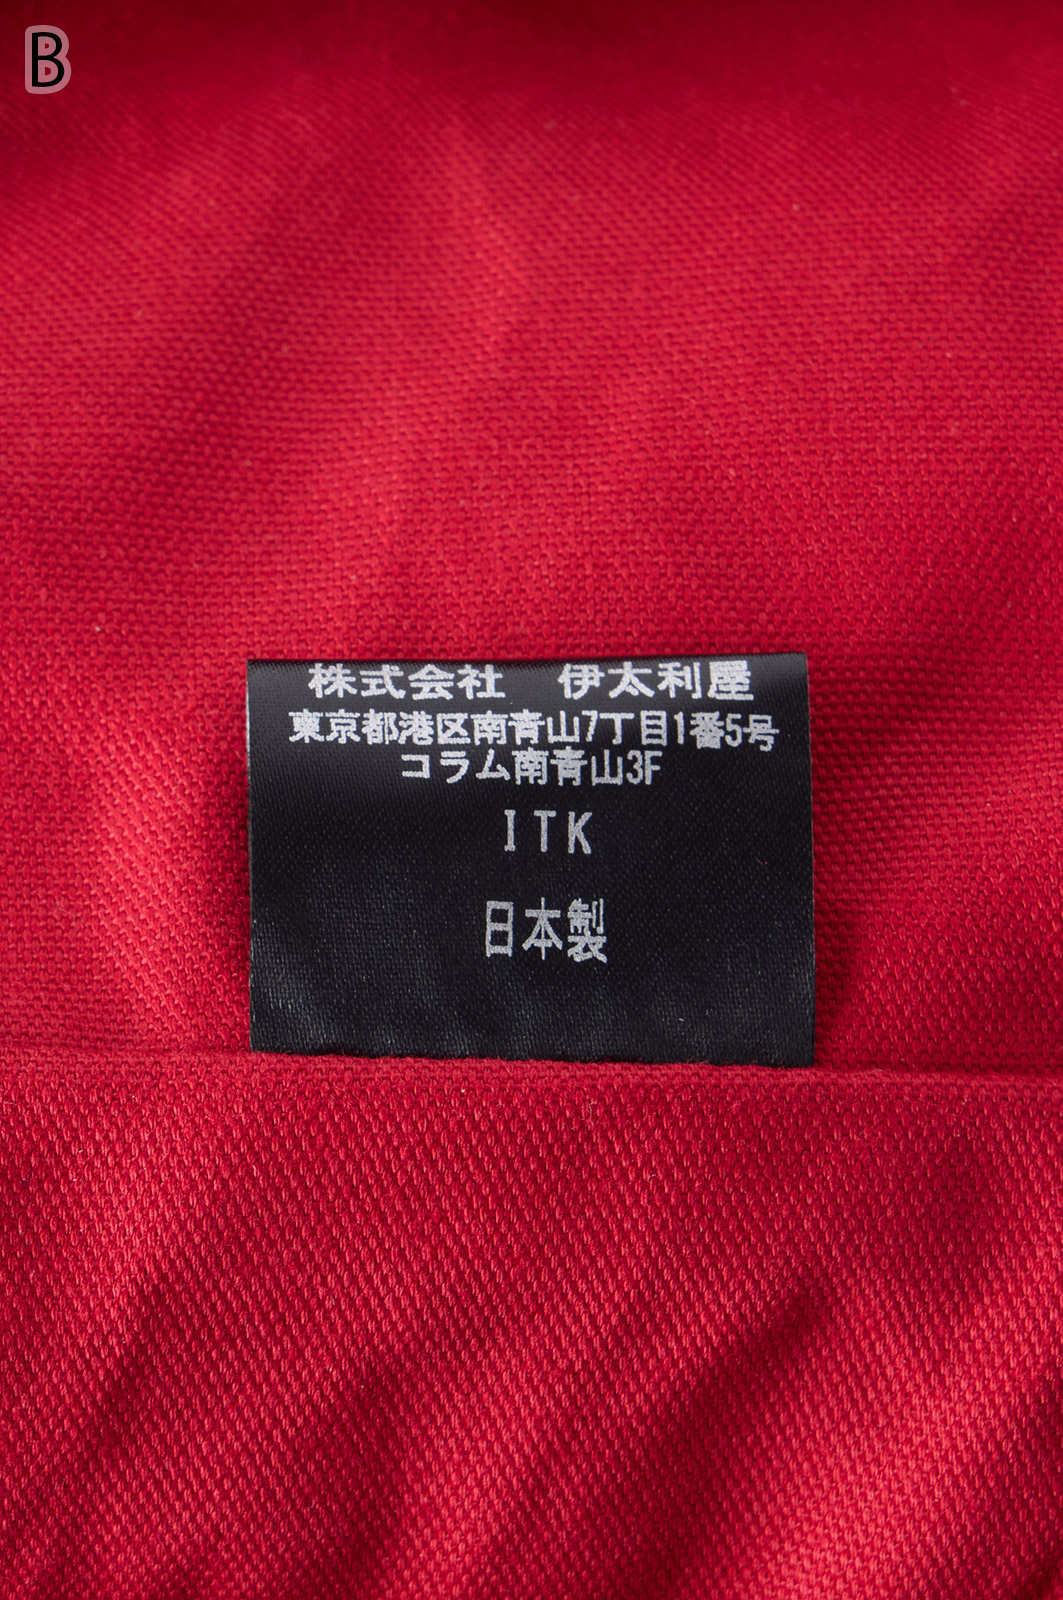 B
株式会社　伊太利屋
東京都港区南青山7丁目1番5号
コラム南青山3F
ITK
日本製